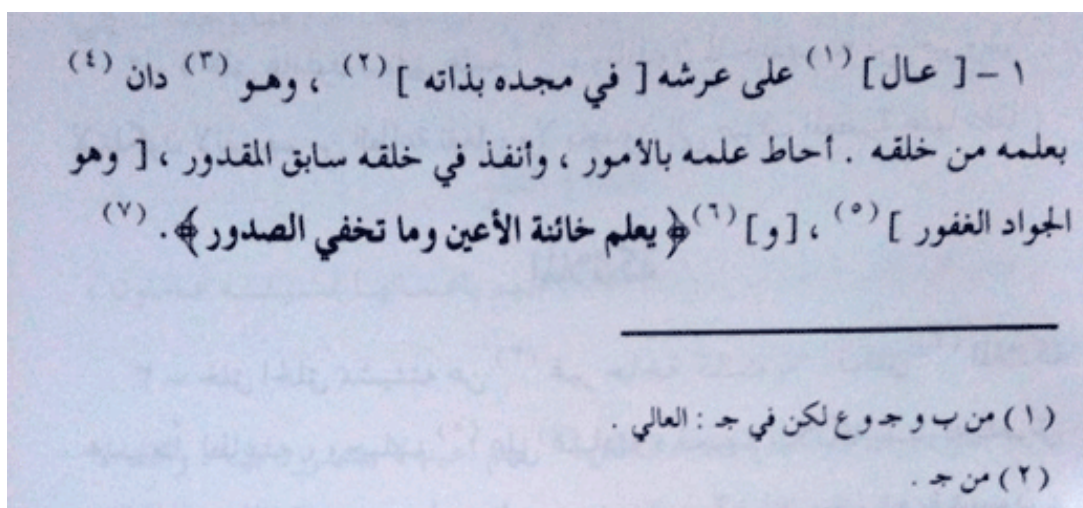 ١ - [ عال ] (١) على عرشه [ في مجده بذاته ] (٢) ، وهو (٣) دان (٤)
بعلمه من خلقه . أحاط علمه بالأمور ، وأنفذ في خلقه سابق المقدور ، [ وهو
الجواد الغفور ] (٥) ، [ و ] (٦) ﴿ يعلم خائنة الأعين وما تخفي الصدور ﴾ . (٧)
( ١ ) من ب و جـ و ع لكن في جـ : العالي .
( ٢ ) من جـ .